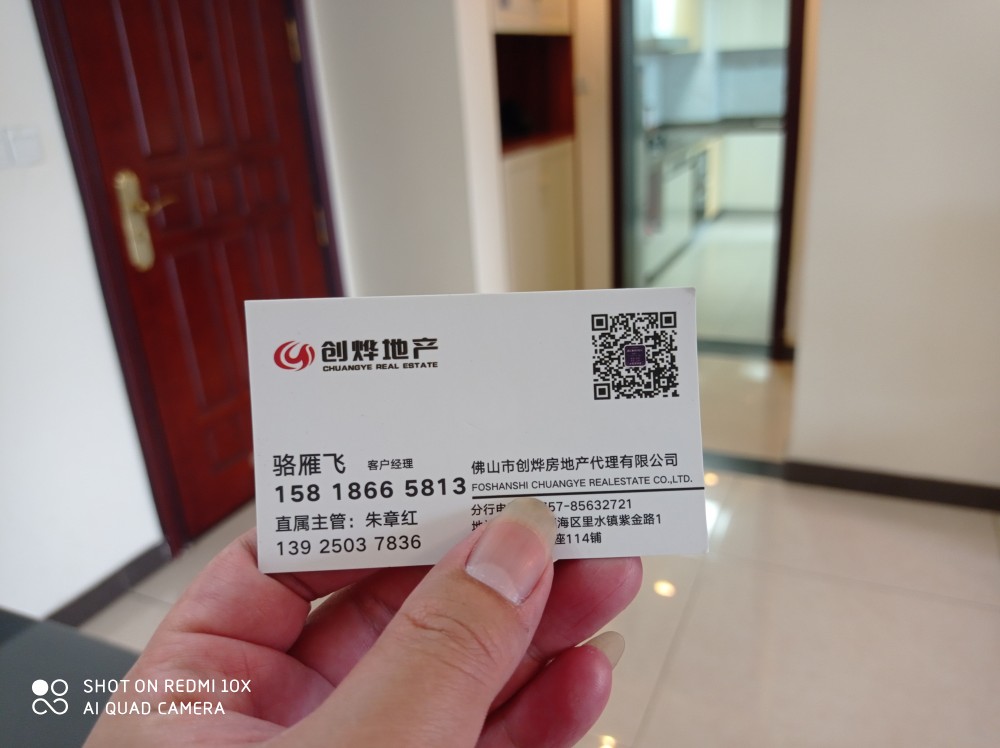 创烨地产
CHUANGYE REAL ESTATE
骆雁飞 客户经理
158 1866 5813
直属主管：朱章红
139 2503 7836
佛山市创烨房地产代理有限公司
FOSHANSHI CHUANGYE REALESTATE CO.,LTD.
分行电 57-85632721
地 海区里水镇紫金路1
座114铺
SHOT ON REDMI 10X
AI QUAD CAMERA